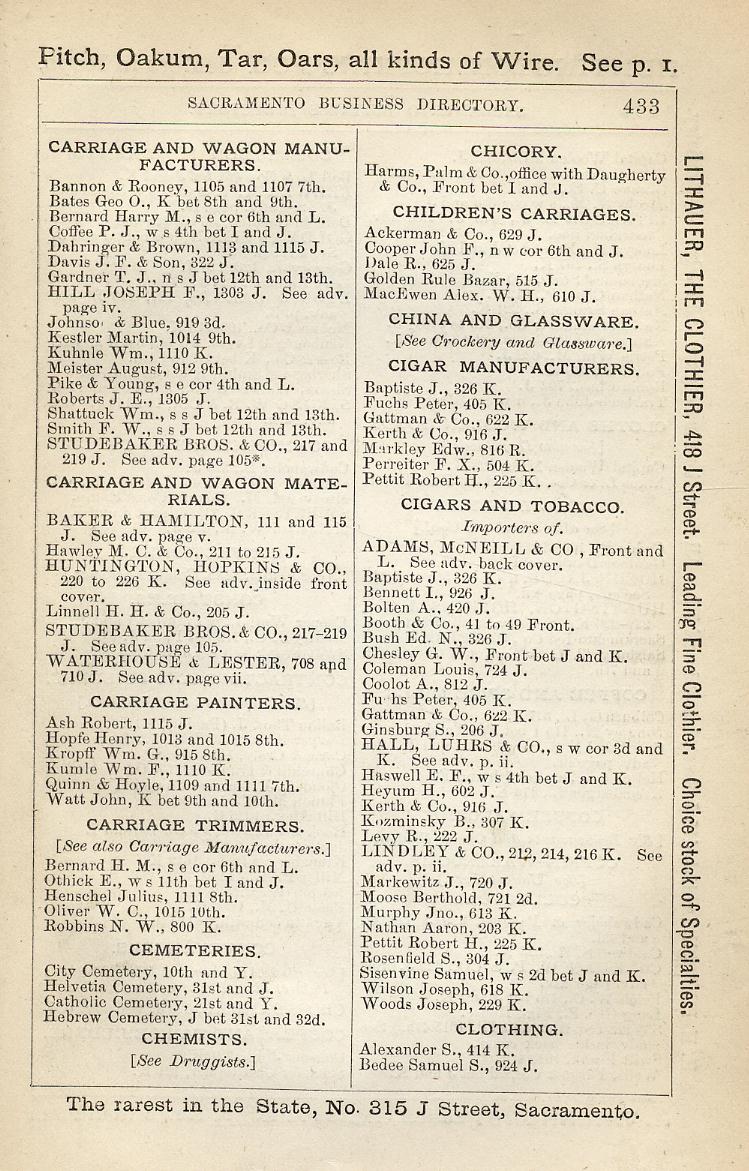 Pitch, Oakum, Tar, Oars, all kinds of Wire. See p. 1.
SACRAMENTO BUSINESS DIRECTORY. 433
CARRIAGE AND WAGON MANU-
FACTURERS.
Bannon & Rooney, 1105 and 1107 7th.
Bates Geo O., K bet 8th and 9th.
Bernard Harry M., s e cor 6th and L.
Coffee P. J., w s 4th bet I and J.
Dahringer & Brown, 1113 and 1115 J.
Davis J. F. & Son, 322 J.
Gardner T. J., n s J bet 12th and 13th.
HILL JOSEPH F., 1303 J. See adv.
page iv.
Johnso & Blue, 919 3d.
Kestler Martin, 1014 9th.
Kuhnle Wm., 1110 K.
Meister August, 912 9th.
Pike & Young, s e cor 4th and L.
Roberts J. E., 1305 J.
Shattuck Wm., s s J bet 12th and 13th.
Smith F. W., s s J bet 12th and 13th.
STUDEBAKER BROS. & CO., 217 and
219 J. See adv. page 105*.
CARRIAGE AND WAGON MATE-
RIALS.
BAKER & HAMILTON, 111 and 115
J. See adv. page v.
Hawley M. C. & Co., 211 to 215 J.
HUNTINGTON, HOPKINS & CO.,
220 to 226 K. See adv. inside front
cover.
Linnell H. H. & Co., 205 J.
STUDEBAKER BROS. & CO., 217-219
J. See adv. page 105.
WATERHOUSE & LESTER, 708 and
710 J. See adv. page vii.
CARRIAGE PAINTERS.
Ash Robert, 1115 J.
Hopfe Henry, 1013 and 1015 8th.
Kropff Wm. G., 915 8th.
Kumle Wm. F., 1110 K.
Quinn & Hoyle, 1109 and 1111 7th.
Watt John, K bet 9th and 10th.
CARRIAGE TRIMMERS.
[See also Carriage Manufacturers.]
Bernard H. M., s e cor 6th and L.
Othick E., w s 11th bet I and J.
Henschel Julius, 1111 8th.
Oliver W. C., 1015 10th.
Robbins N. W., 800 K.
CEMETERIES.
City Cemetery, 10th and Y.
Helvetia Cemetery, 31st and J.
Catholic Cemetery, 21st and Y.
Hebrew Cemetery, J bet 31st and 32d.
CHEMISTS.
[See Druggists.]
CHICORY.
Harms, Palm & Co., office with Daugherty
& Co., Front bet I and J.
CHILDREN'S CARRIAGES.
Ackerman & Co., 629 J.
Cooper John F., n w cor 6th and J.
Dale R., 625 J.
Golden Rule Bazar, 515 J.
MacEwen Alex. W. H., 610 J.
CHINA AND GLASSWARE.
[See Crockery and Glassware.]
CIGAR MANUFACTURERS.
Baptiste J., 326 K.
Fuchs Peter, 405 K.
Gattman & Co., 622 K.
Kerth & Co., 916 J.
Markley Edw., 816 R.
Perreiter F. X., 504 K.
Pettit Robert H., 225 K. .
CIGARS AND TOBACCO.
Importers of.
ADAMS, McNEILL & CO , Front and
L. See adv. back cover.
Baptiste J., 326 K.
Bennett I., 926 J.
Bolten A., 420 J.
Booth & Co., 41 to 49 Front.
Bush Ed. N., 326 J.
Chesley G. W., Front bet J and K.
Coleman Louis, 724 J.
Coolot A., 812 J.
Fu hs Peter, 405 K.
Gattman & Co., 622 K.
Ginsburg S., 206 J.
HALL, LUHRS & CO., s w cor 3d and
K. See adv. p. ii.
Haswell E. F., w s 4th bet J and K.
Heyum H., 602 J.
Kerth & Co., 916 J.
Kozminsky B., 307 K.
Levy R., 222 J.
LINDLEY & CO., 212, 214, 216 K. See
adv. p. ii.
Markewitz J., 720 J.
Moose Berthold, 721 2d.
Murphy Jno., 613 K.
Nathan Aaron, 203 K.
Pettit Robert H., 225 K.
Rosenfield S., 304 J.
Sisenvine Samuel, w s 2d bet J and K.
Wilson Joseph, 618 K.
Woods Joseph, 229 K.
CLOTHING.
Alexander S., 414 K.
Bedee Samuel S., 924 J.
LITHAUER, THE CLOTHIER, 418 J Street. Leading Fine Clothier. Choice stock of Specialties.
The rarest in the State, No. 315 J Street, Sacramento.